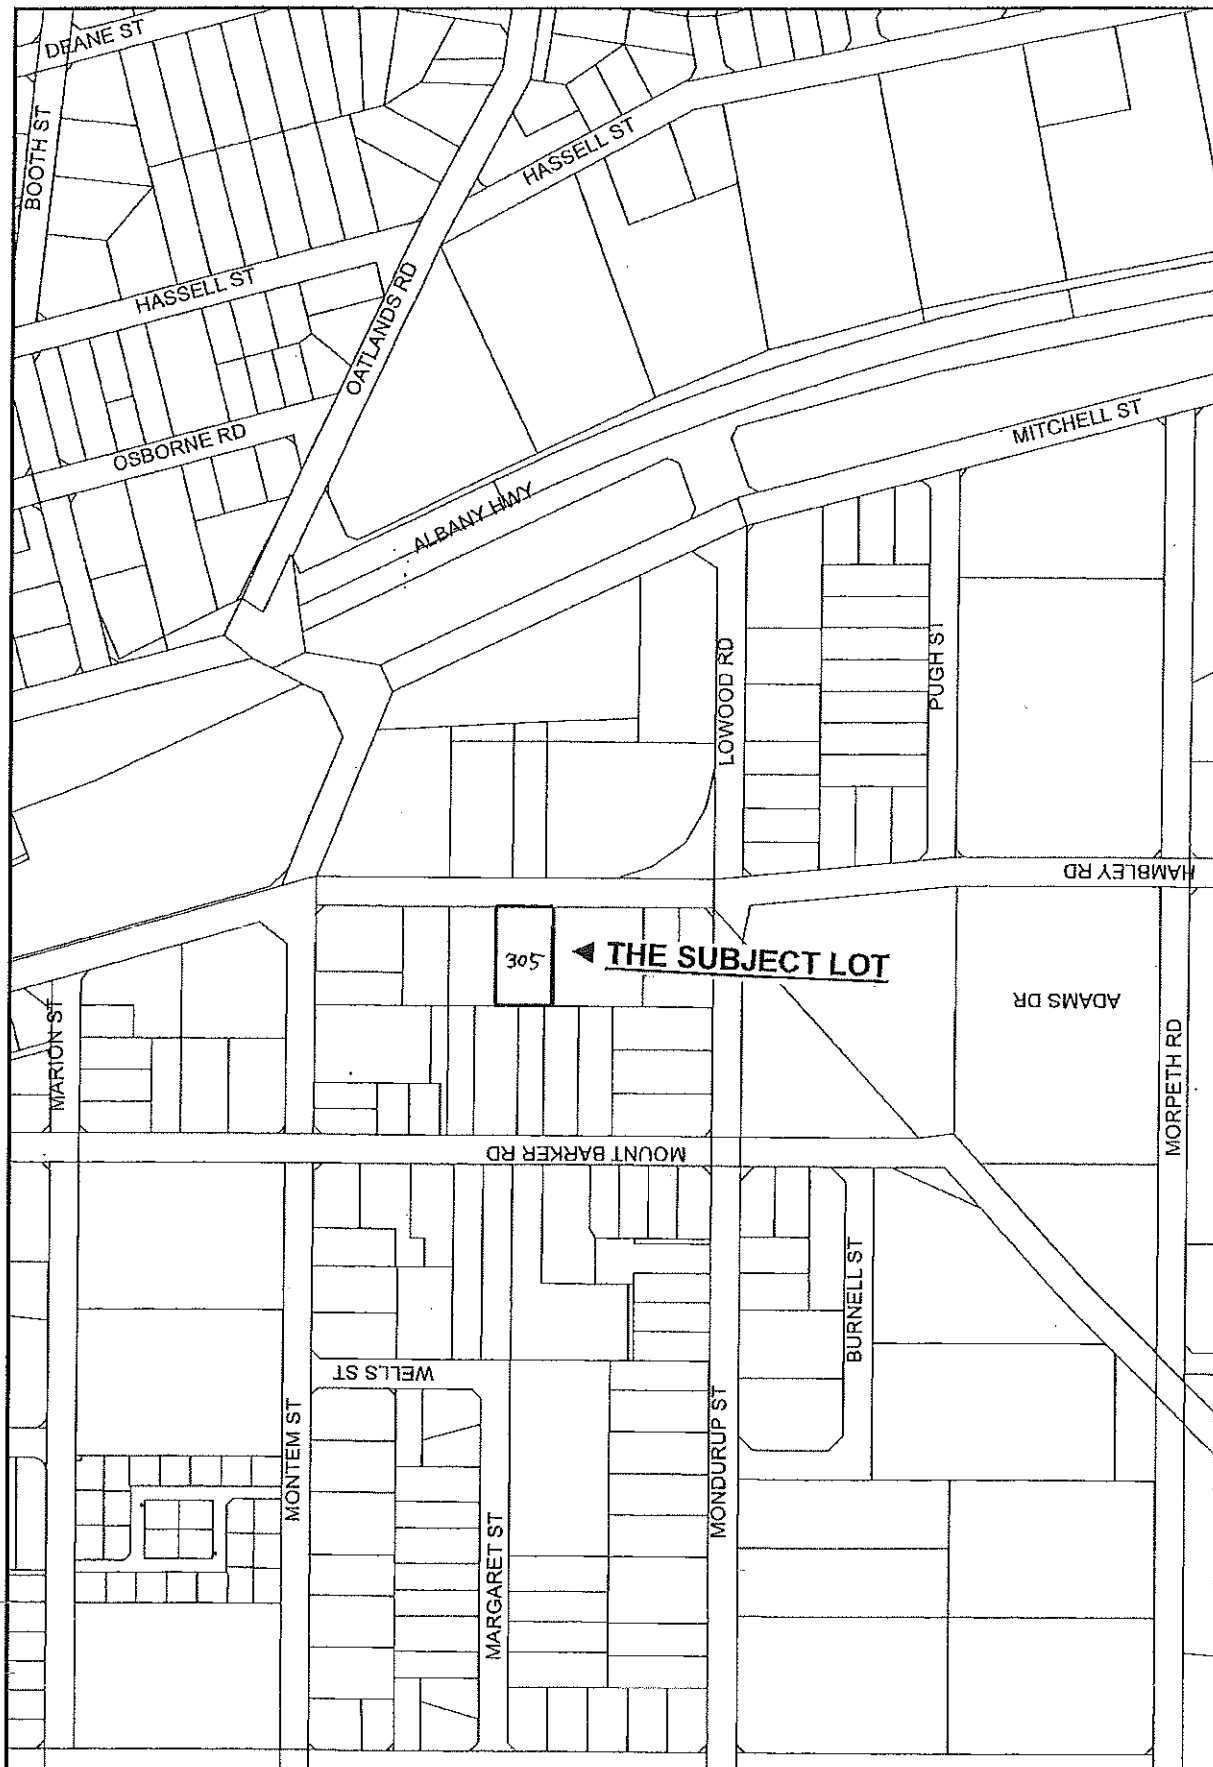 DEANE ST
BOOTH ST
HASSELL ST
HASSELL ST
OATLANDS RD
OSBORNE RD
ALBANY HWY
MITCHELL ST
LOWOOD RD
PUGH ST
HAMBLEY RD
305
THE SUBJECT LOT
ADAMS DR
MARION ST
MORPETH RD
MOUNT BARKER RD
BURNELL ST
WELLS ST
MONTEM ST
MONDURUP ST
MARGARET ST